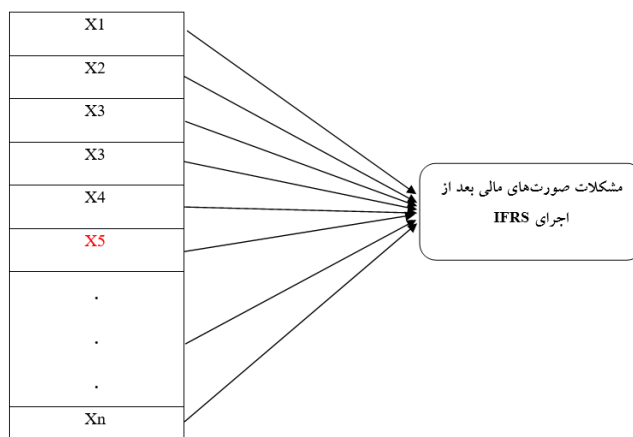 X1
X2
X3
X3
X4
X5
.
.
.
Xn
مشکلات صورت‌های مالی بعد از
اجرای IFRS